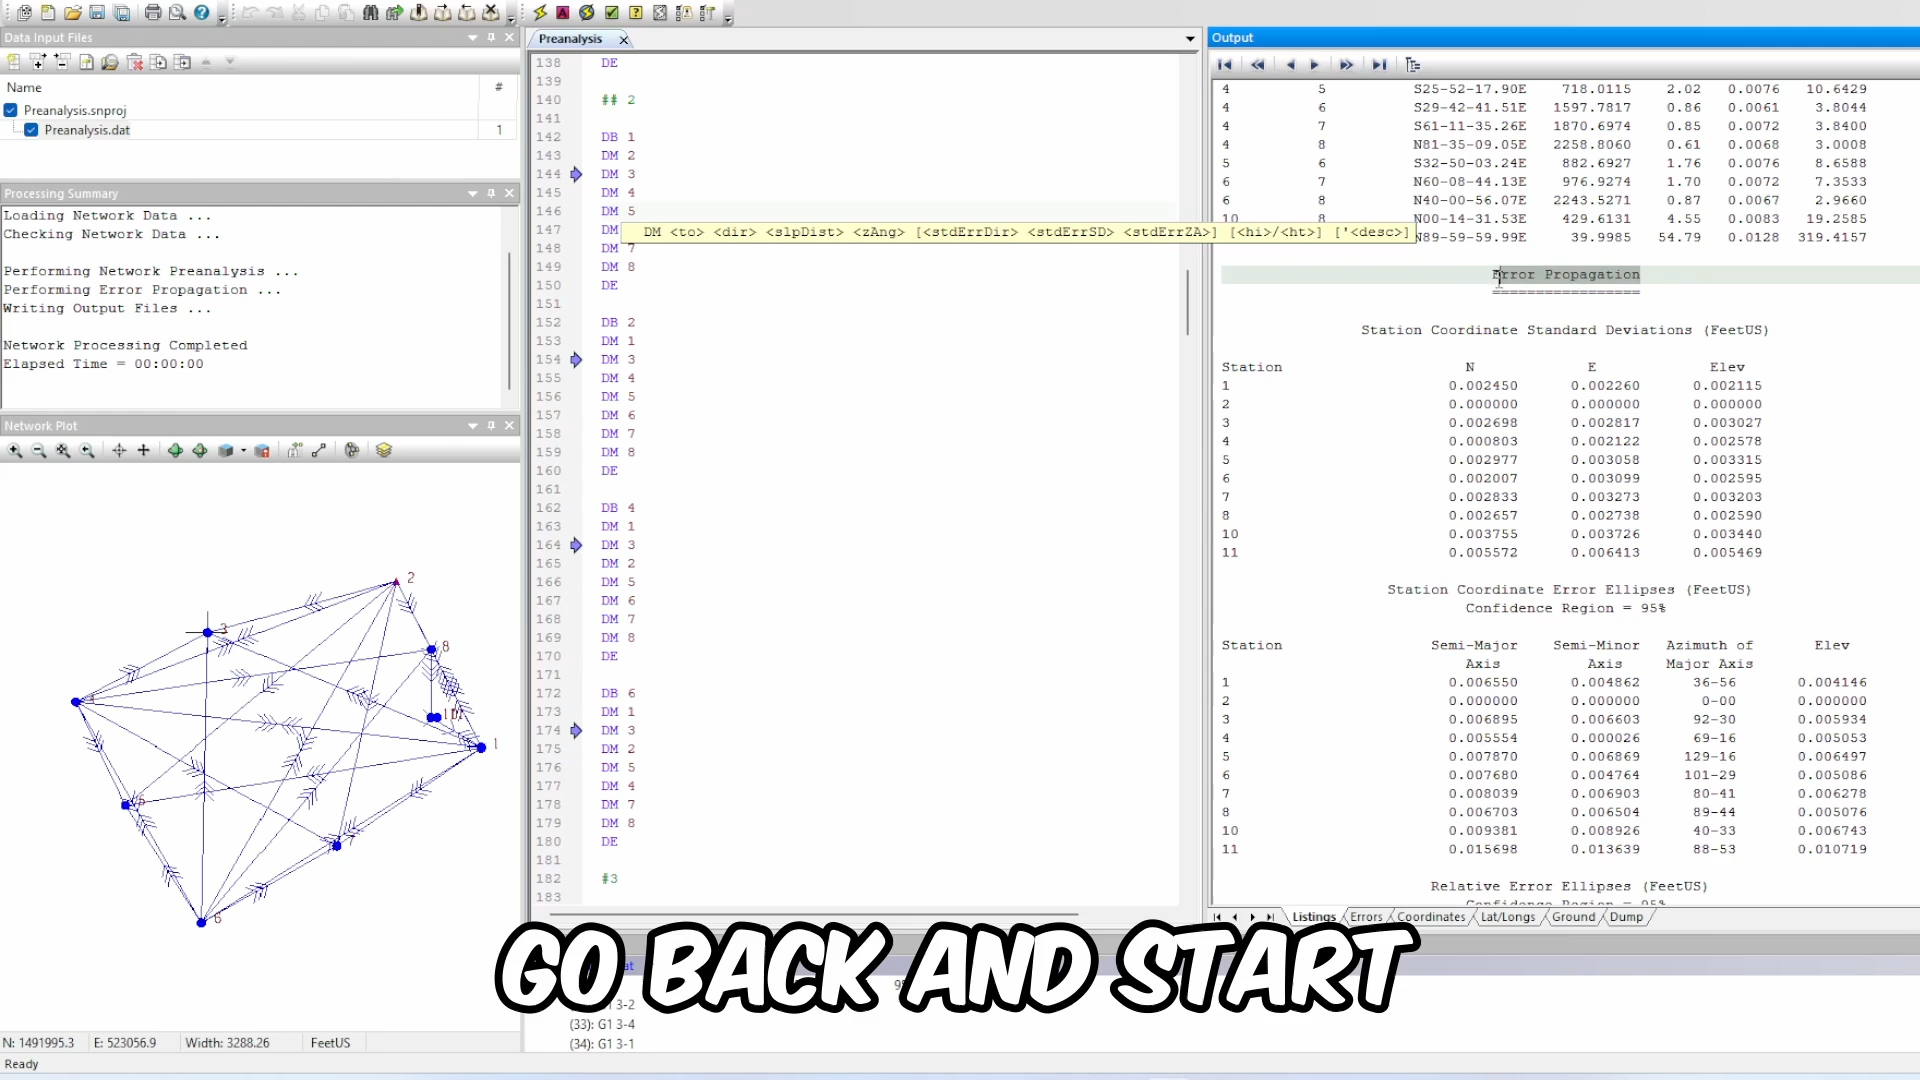 Data Input Files
Name #
Preanalysis.snproj
Preanalysis.dat 1
Processing Summary
Loading Network Data ...
Checking Network Data ...
Performing Network Preanalysis ...
Performing Error Propagation ...
Writing Output Files ...
Network Processing Completed
Elapsed Time = 00:00:00
Network Plot
2
3
8
1
6
N: 1491995.3 E: 523056.9 Width: 3288.26 FeetUS
Ready
Preanalysis
138 DE
139
140 ## 2
141
142 DB 1
143 DM 2
144 DM 3
145 DM 4
146 DM 5
147 DM
DM <to> <dir> <slpDist> <zAng> [<stdErrDir> <stdErrSD> <stdErrZA>] [<hi>/<ht>] ['<desc>]
148 DM 7
149 DM 8
150 DE
151
152 DB 2
153 DM 1
154 DM 3
155 DM 4
156 DM 5
157 DM 6
158 DM 7
159 DM 8
160 DE
161
162 DB 4
163 DM 1
164 DM 3
165 DM 2
166 DM 5
167 DM 6
168 DM 7
169 DM 8
170 DE
171
172 DB 6
173 DM 1
174 DM 3
175 DM 2
176 DM 5
177 DM 4
178 DM 7
179 DM 8
180 DE
181
182 #3
183
Output
4 5 S25-52-17.90E 718.0115 2.02 0.0076 10.6429
4 6 S29-42-41.51E 1597.7817 0.86 0.0061 3.8044
4 7 S61-11-35.26E 1870.6974 0.85 0.0072 3.8400
4 8 N81-35-09.05E 2258.8060 0.61 0.0068 3.0008
5 6 S32-50-03.24E 882.6927 1.76 0.0076 8.6588
6 7 N60-08-44.13E 976.9274 1.70 0.0072 7.3533
6 8 N40-00-56.07E 2243.5271 0.87 0.0067 2.9660
10 8 N00-14-31.53E 429.6131 4.55 0.0083 19.2585
N89-59-59.99E 39.9985 54.79 0.0128 319.4157
Error Propagation
=================
Station Coordinate Standard Deviations (FeetUS)
Station N E Elev
1 0.002450 0.002260 0.002115
2 0.000000 0.000000 0.000000
3 0.002698 0.002817 0.003027
4 0.000803 0.002122 0.002578
5 0.002977 0.003058 0.003315
6 0.002007 0.003099 0.002595
7 0.002833 0.003273 0.003203
8 0.002657 0.002738 0.002590
10 0.003755 0.003726 0.003440
11 0.005572 0.006413 0.005469
Station Coordinate Error Ellipses (FeetUS)
Confidence Region = 95%
Station Semi-Major Semi-Minor Azimuth of Elev
Axis Axis Major Axis
1 0.006550 0.004862 36-56 0.004146
2 0.000000 0.000000 0-00 0.000000
3 0.006895 0.006603 92-30 0.005934
4 0.005554 0.000026 69-16 0.005053
5 0.007870 0.006869 129-16 0.006497
6 0.007680 0.004764 101-29 0.005086
7 0.008039 0.006903 80-41 0.006278
8 0.006703 0.006504 89-44 0.005076
10 0.009381 0.008926 40-33 0.006743
11 0.015698 0.013639 88-53 0.010719
Relative Error Ellipses (FeetUS)
Confidence Region = 95%
Listings Errors Coordinates Lat/Longs Ground Dump
GO BACK AND START
G1 3-2
(33): G1 3-4
(34): G1 3-1